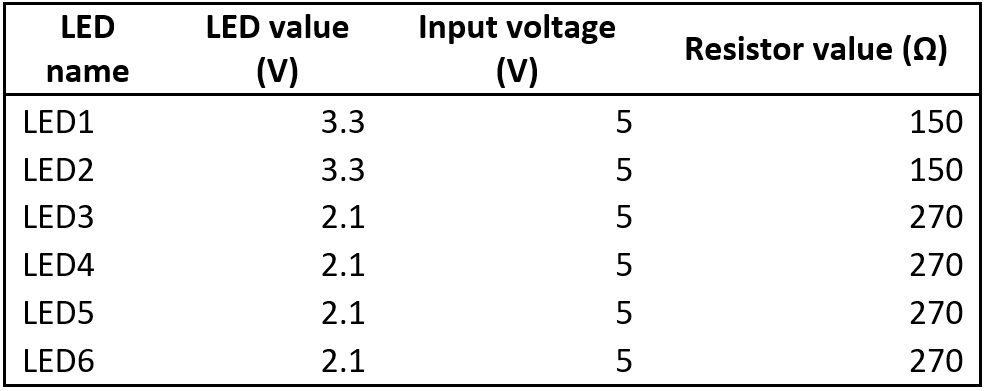 LED name LED value (V) Input voltage (V) Resistor value (Ω)
LED1 3.3 5 150
LED2 3.3 5 150
LED3 2.1 5 270
LED4 2.1 5 270
LED5 2.1 5 270
LED6 2.1 5 270